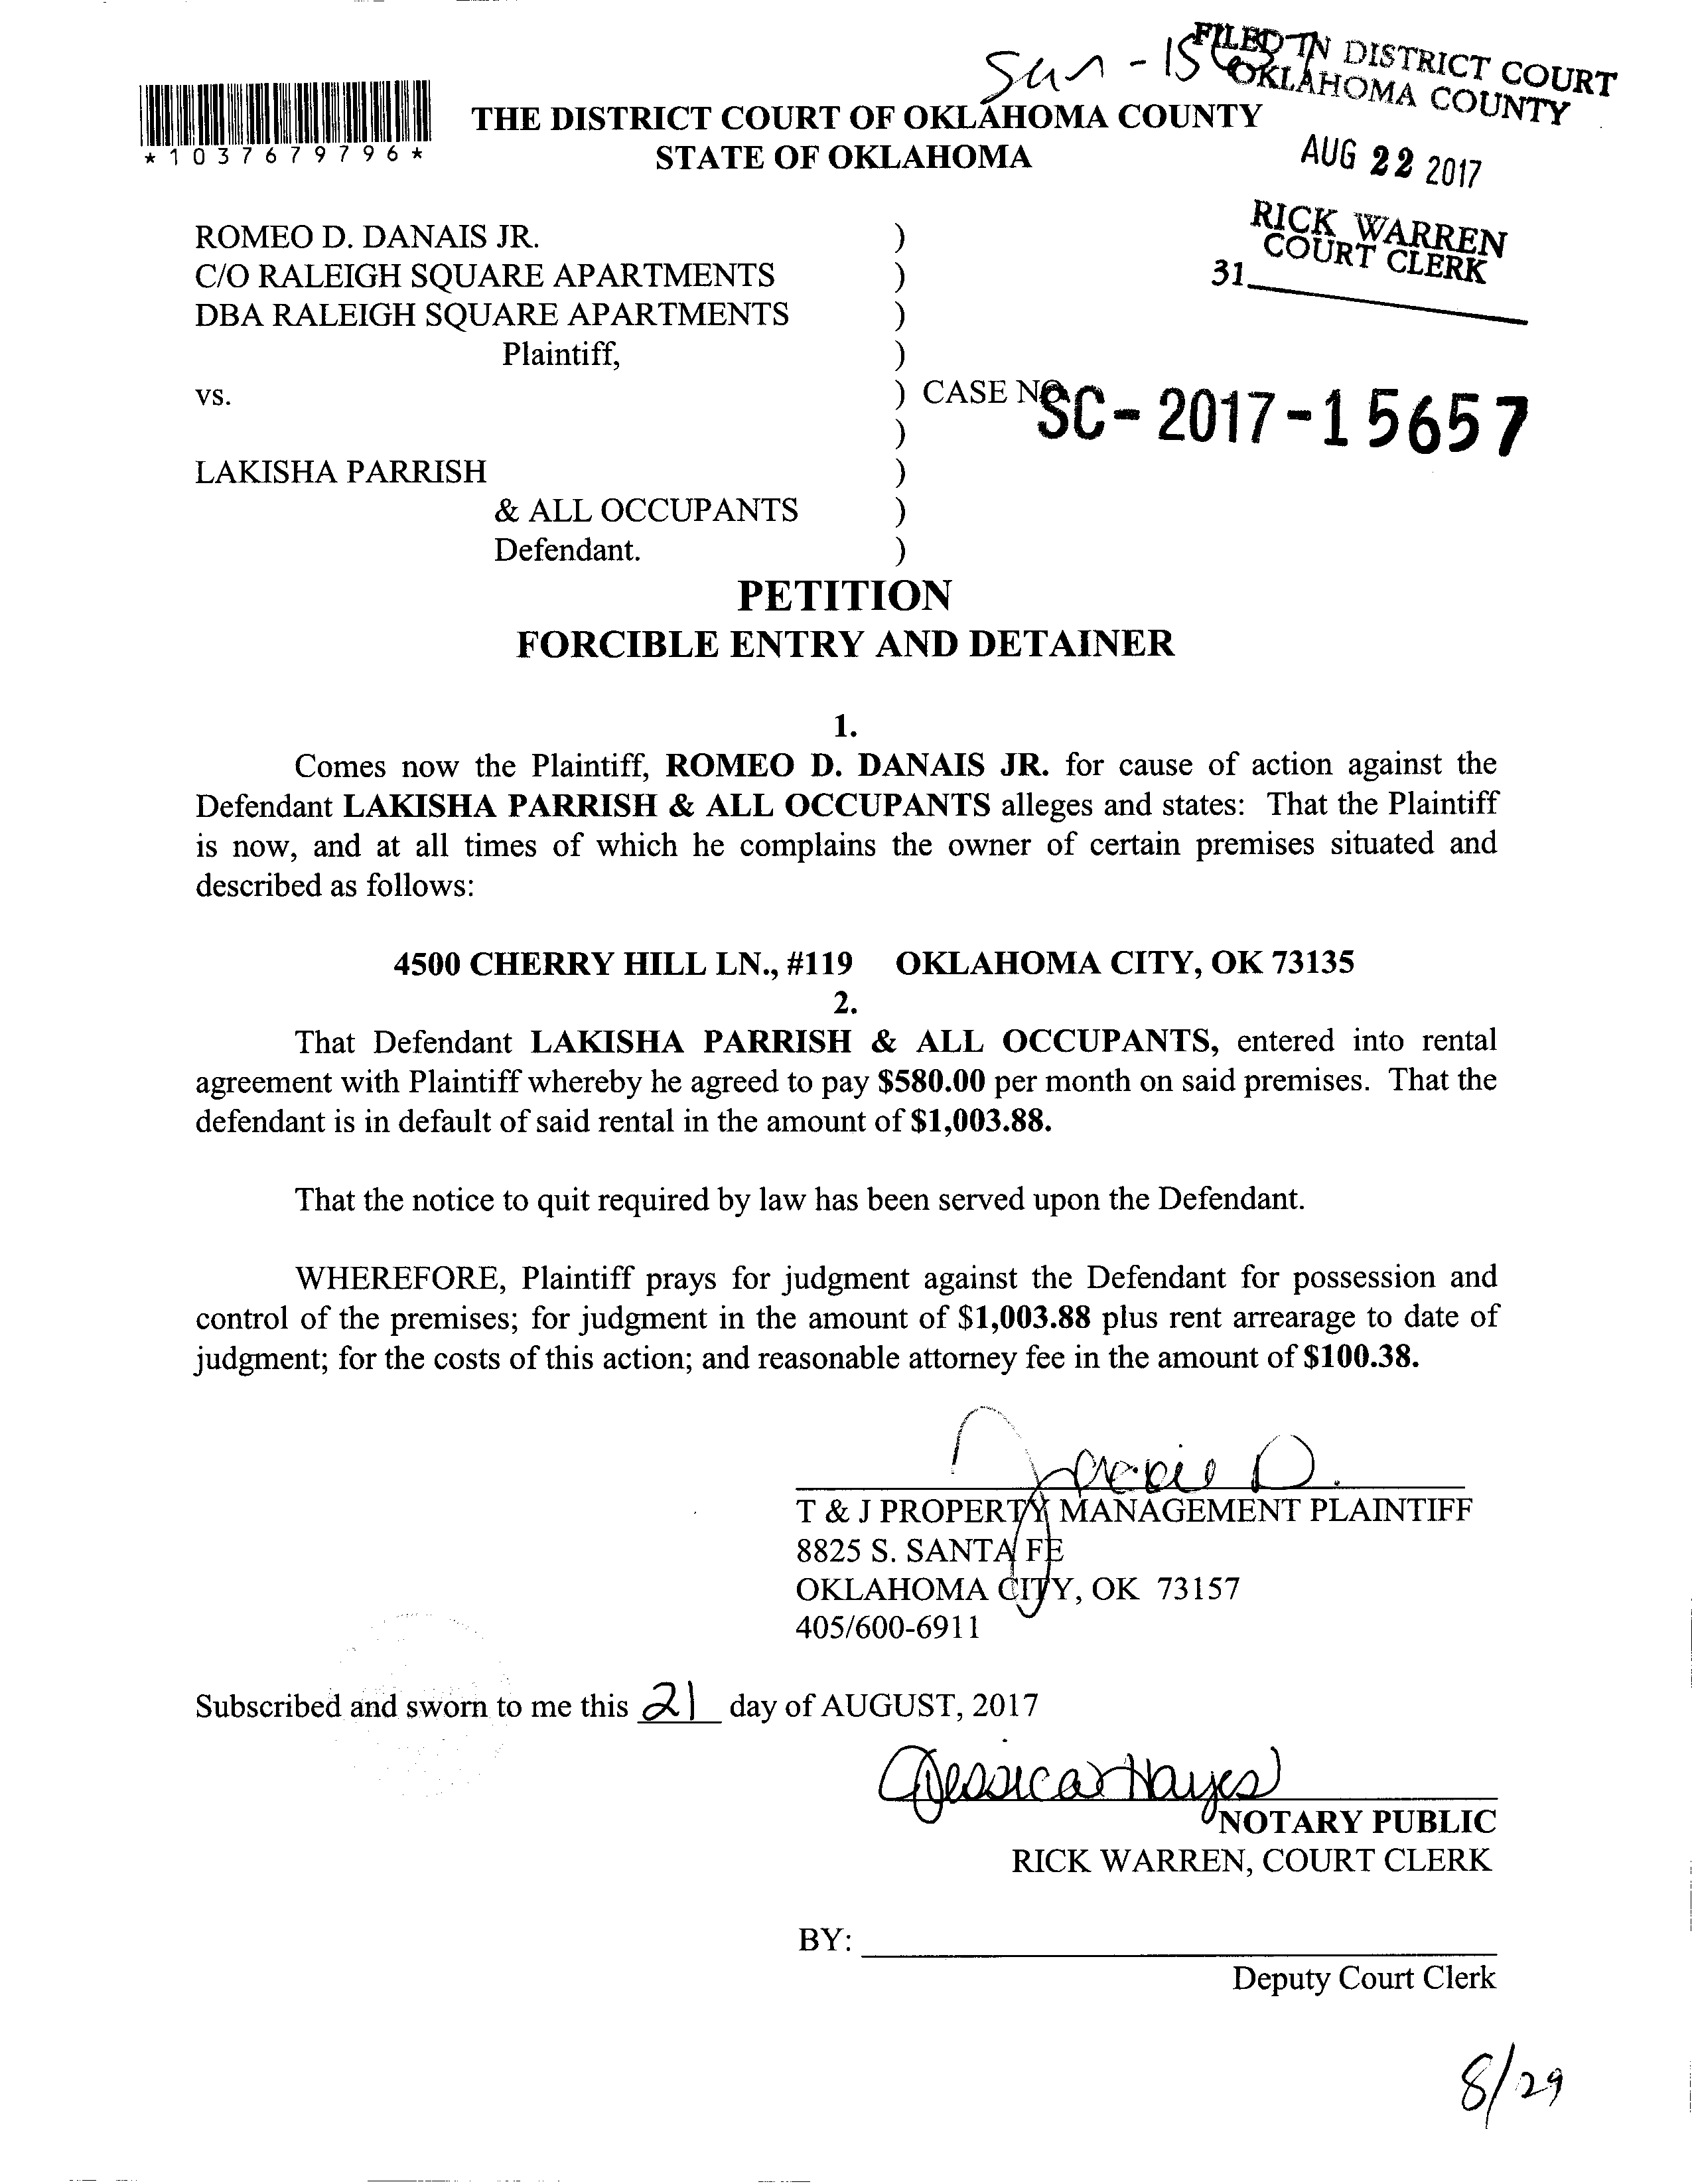 FILED IN DISTRICT COURT
OKLAHOMA COUNTY
*1037679796*
THE DISTRICT COURT OF OKLAHOMA COUNTY
STATE OF OKLAHOMA
AUG 22 2017
RICK WARREN
COURT CLERK
31
ROMEO D. DANAIS JR. )
C/O RALEIGH SQUARE APARTMENTS )
DBA RALEIGH SQUARE APARTMENTS )
Plaintiff, )
vs. ) CASE NO. SC-2017-15657
)
LAKISHA PARRISH )
& ALL OCCUPANTS )
Defendant. )
PETITION
FORCIBLE ENTRY AND DETAINER
1.
Comes now the Plaintiff, ROMEO D. DANAIS JR. for cause of action against the
Defendant LAKISHA PARRISH & ALL OCCUPANTS alleges and states: That the Plaintiff
is now, and at all times of which he complains the owner of certain premises situated and
described as follows:
4500 CHERRY HILL LN., #119 OKLAHOMA CITY, OK 73135
2.
That Defendant LAKISHA PARRISH & ALL OCCUPANTS, entered into rental
agreement with Plaintiff whereby he agreed to pay $580.00 per month on said premises. That the
defendant is in default of said rental in the amount of $1,003.88.
That the notice to quit required by law has been served upon the Defendant.
WHEREFORE, Plaintiff prays for judgment against the Defendant for possession and
control of the premises; for judgment in the amount of $1,003.88 plus rent arrearage to date of
judgment; for the costs of this action; and reasonable attorney fee in the amount of $100.38.
T & J PROPERTY MANAGEMENT PLAINTIFF
8825 S. SANTA FE
OKLAHOMA CITY, OK 73157
405/600-6911
Subscribed and sworn to me this 21 day of AUGUST, 2017
Jessica Hayes
NOTARY PUBLIC
RICK WARREN, COURT CLERK
BY:
Deputy Court Clerk
8/29